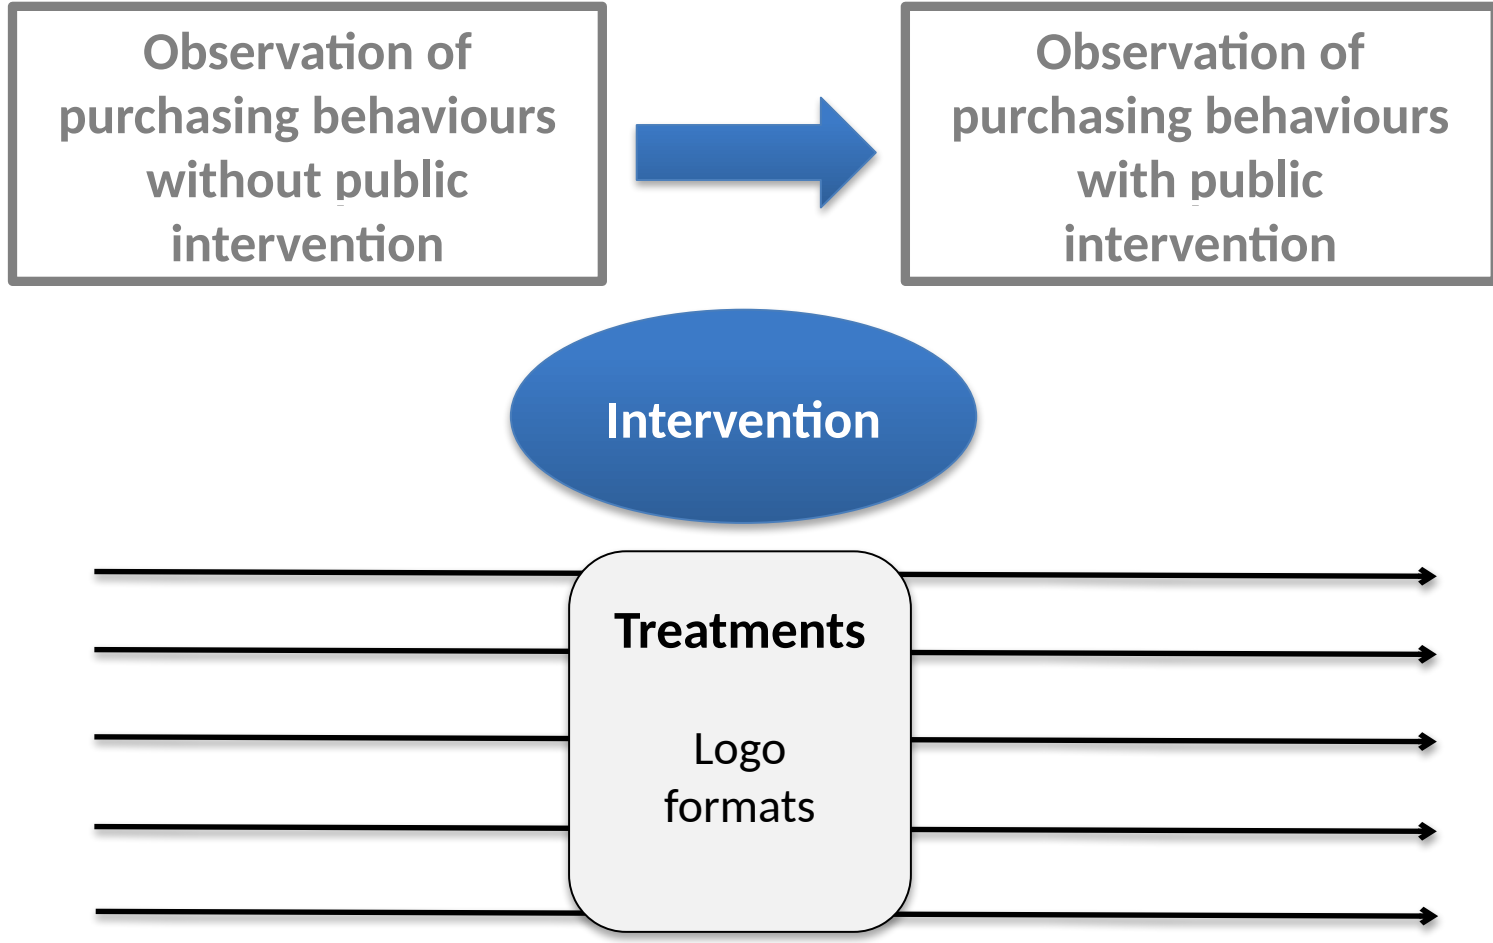 Observation of
purchasing behaviours
without public
intervention
Observation of
purchasing behaviours
with public
intervention
Intervention
Treatments
Logo
formats